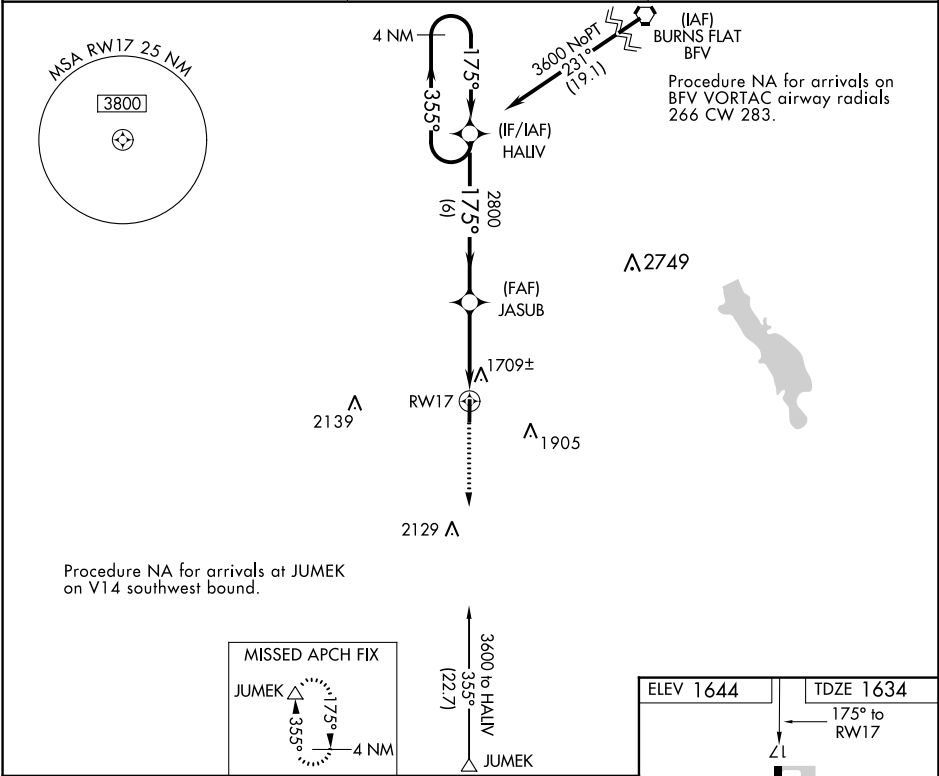 MSA RW17 25 NM
3800
4 NM
355°
175°
(IAF)
BURNS FLAT
BFV
3600 NoPT
231°
(19.1)
Procedure NA for arrivals on
BFV VORTAC airway radials
266 CW 283.
(IF/IAF)
HALIV
2800
175°
(6)
(FAF)
JASUB
2749
1709±
RW17
2139
1905
2129
Procedure NA for arrivals at JUMEK
on V14 southwest bound.
MISSED APCH FIX
JUMEK
175°
355°
4 NM
3600 to HALIV
355°
(22.7)
JUMEK
ELEV 1644
TDZE 1634
175° to
RW17
17